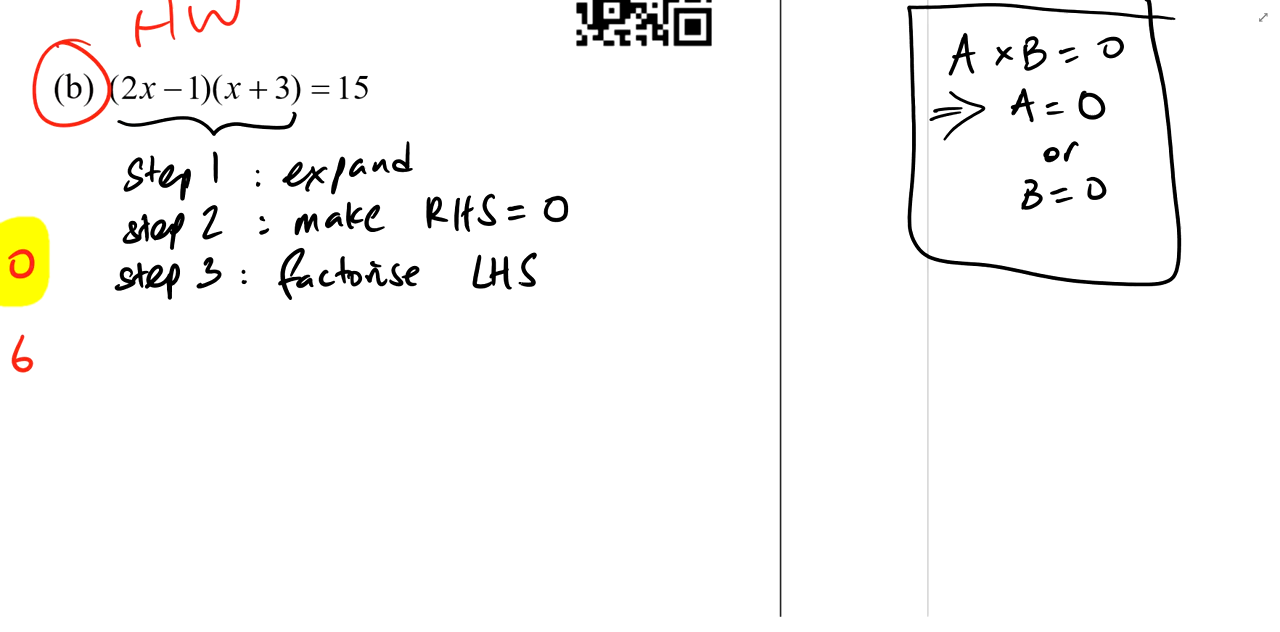 HW
(b) (2x – 1)(x + 3) = 15
Step 1 : expand
step 2 : make RHS = 0
step 3 : factorise LHS
0
6
A × B = 0
⇒ A = 0
or
B = 0